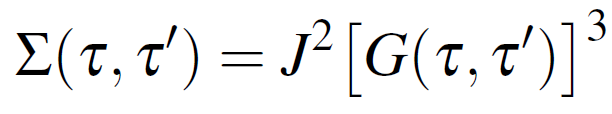 Σ(τ, τ′) = J²[G(τ, τ′)]³